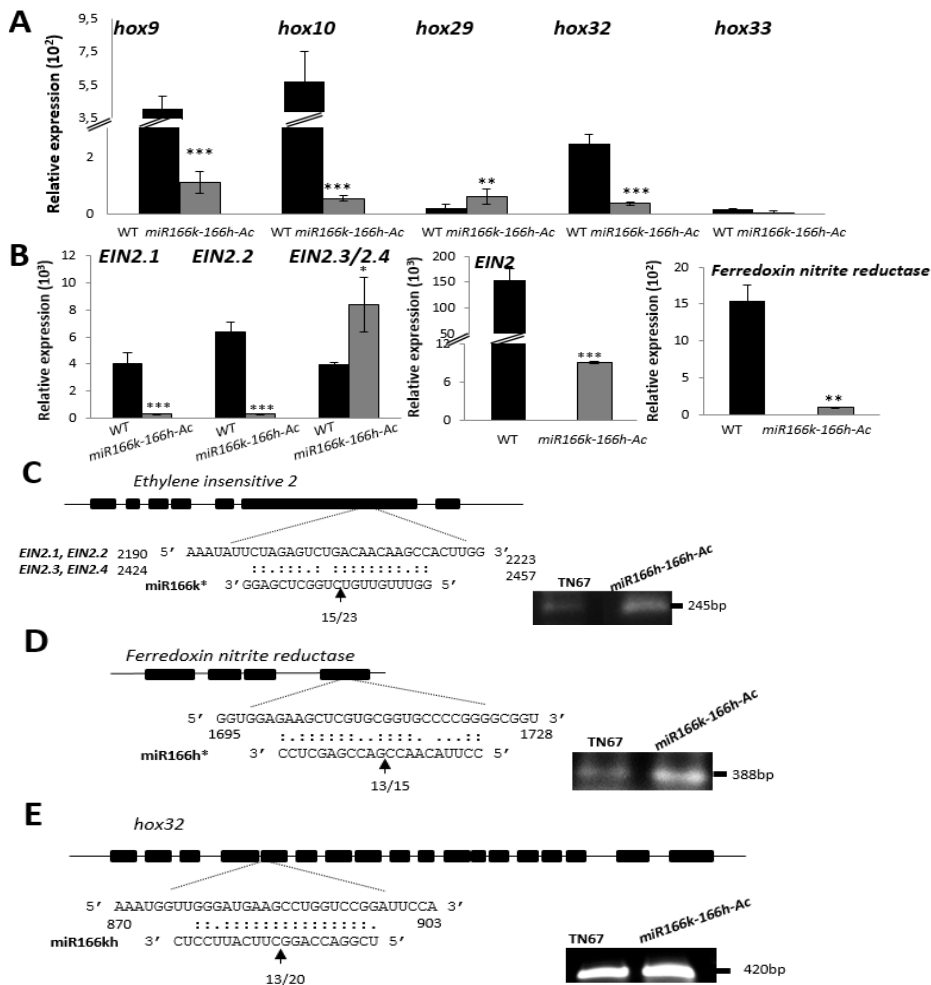 A
hox9 hox10 hox29 hox32 hox33
Relative expression (10²)
9,5
7,5
5,5
3,5
2
0
WT miR166k-166h-Ac WT miR166k-166h-Ac WT miR166k-166h-Ac WT miR166k-166h-Ac WT miR166k-166h-Ac
*** *** ** ***
B
EIN2.1 EIN2.2 EIN2.3/2.4
Relative expression (10³)
12
10
8
6
4
2
0
*** *** *
WT miR166k-166h-Ac WT miR166k-166h-Ac WT miR166k-166h-Ac
EIN2
Relative expression (10³)
200
150
100
50
12
6
0
***
WT miR166k-166h-Ac
Ferredoxin nitrite reductase
Relative expression (10²)
20
15
10
5
0
**
WT miR166k-166h-Ac
C
Ethylene insensitive 2
EIN2.1, EIN2.2 2190 5’ AAATATTCTAGAGTCTGACAACAAGCCACTTGG 3’ 2223
EIN2.3, EIN2.4 2424 ::.:.: .: ::::::::.:: 2457
miR166k* 3’GGAGCTCGGTCTGTTGTTTGG 5’
15/23
TN67 miR166h-166h-Ac
245bp
D
Ferredoxin nitrite reductase
5’ GGTGGAGAAGCTCGTGCGGTGCCCCGGGGCGGT 3’
1695 1728
miR166h* 3’ CCTCGAGCCAGCCAACATTCC 5’
13/15
TN67 miR166k-166h-Ac
388bp
E
hox32
5’ AAATGGTTGGGATGAAGCCTGGTCCGGATTCCA 3’
870 903
miR166kh 3’ CTCCTTACTTCGGACCAGGCT 5’
13/20
TN67 miR166k-166h-Ac
420bp